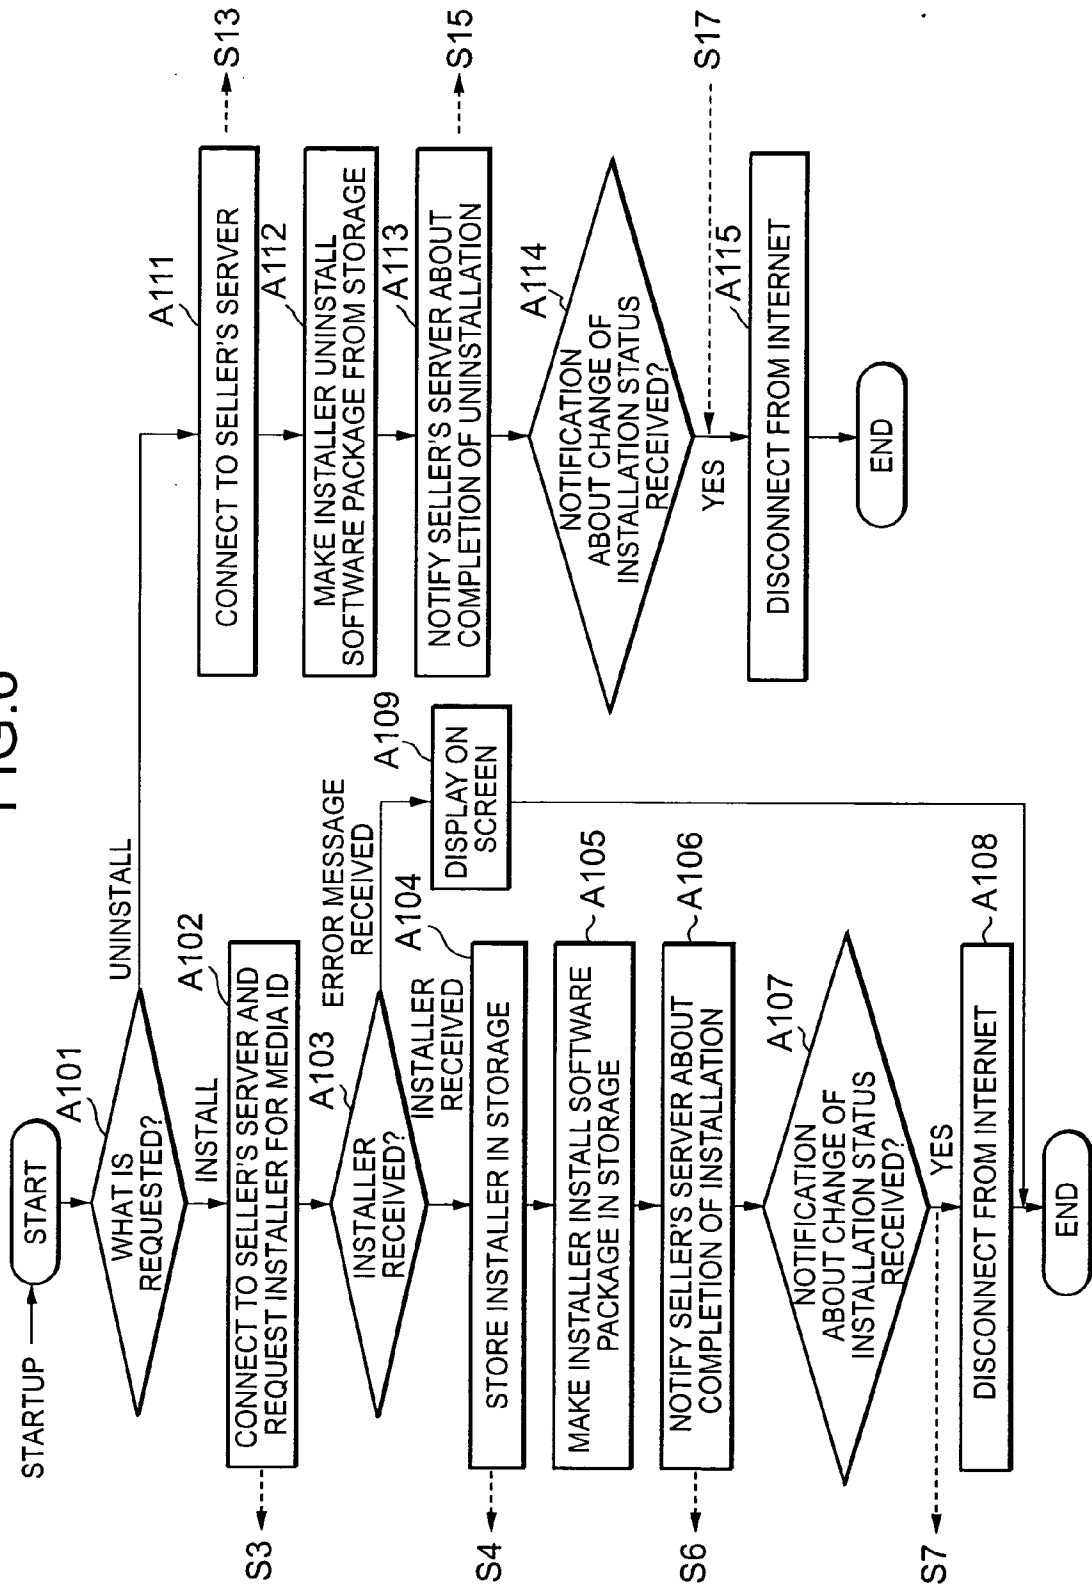 FIG.6
STARTUP
START
A101
WHAT IS
REQUESTED?
UNINSTALL
INSTALL
A102
CONNECT TO SELLER'S SERVER AND
REQUEST INSTALLER FOR MEDIA ID
S3
A103
INSTALLER
RECEIVED?
ERROR MESSAGE
RECEIVED
A109
DISPLAY ON
SCREEN
INSTALLER
RECEIVED
A104
STORE INSTALLER IN STORAGE
S4
A105
MAKE INSTALLER INSTALL SOFTWARE
PACKAGE IN STORAGE
A106
NOTIFY SELLER'S SERVER ABOUT
COMPLETION OF INSTALLATION
S6
A107
NOTIFICATION
ABOUT CHANGE OF
INSTALLATION STATUS
RECEIVED?
YES
S7
A108
DISCONNECT FROM INTERNET
END
A111
CONNECT TO SELLER'S SERVER
S13
A112
MAKE INSTALLER UNINSTALL
SOFTWARE PACKAGE FROM STORAGE
A113
NOTIFY SELLER'S SERVER ABOUT
COMPLETION OF UNINSTALLATION
S15
A114
NOTIFICATION
ABOUT CHANGE OF
INSTALLATION STATUS
RECEIVED?
YES
S17
A115
DISCONNECT FROM INTERNET
END